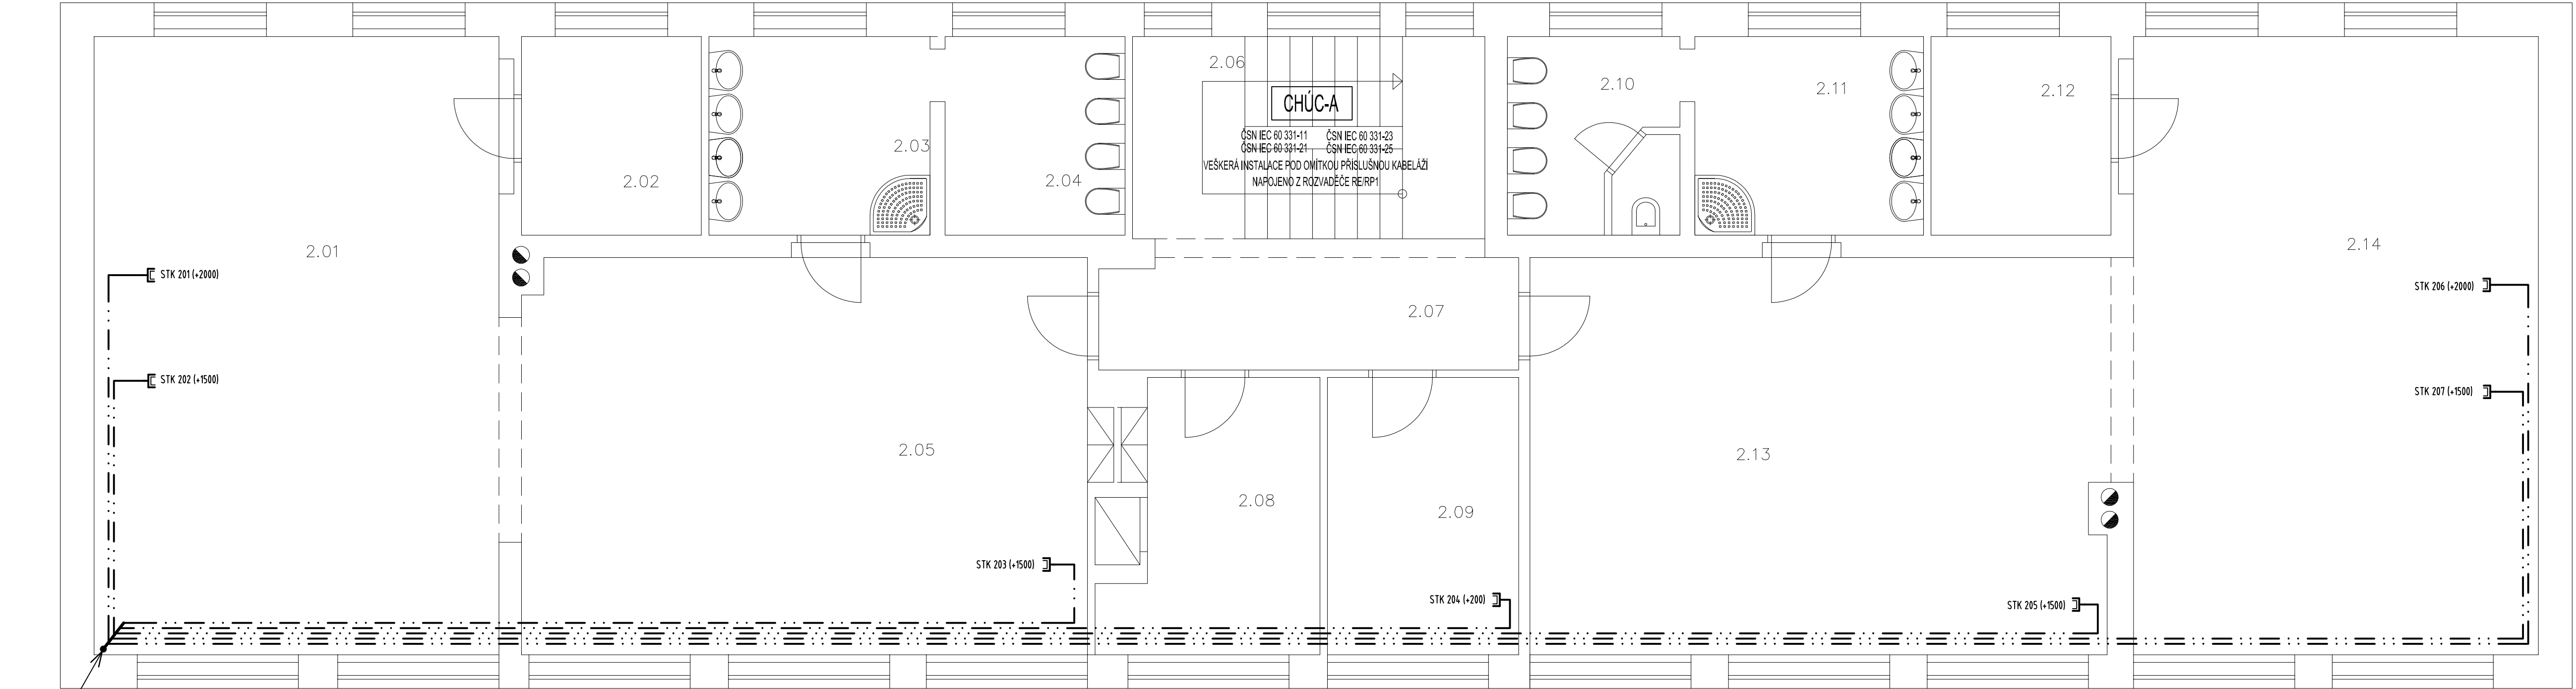 2.06
2.10
2.11
2.12
CHÚC-A
ČSN IEC 60 331-11 ČSN IEC 60 331-23
ČSN IEC 60 331-21 ČSN IEC 60 331-25
VEŠKERÁ INSTALACE POD OMÍTKOU PŘÍSLUŠNOU KABELÁŽÍ
NAPOJENO Z ROZVADĚČE RE/RP1
2.03
2.02
2.04
2.01
2.14
STK 201 (+2000)
STK 206 (+2000)
2.07
STK 202 (+1500)
STK 207 (+1500)
2.05
2.13
2.08
2.09
STK 203 (+1500)
STK 204 (+200)
STK 205 (+1500)